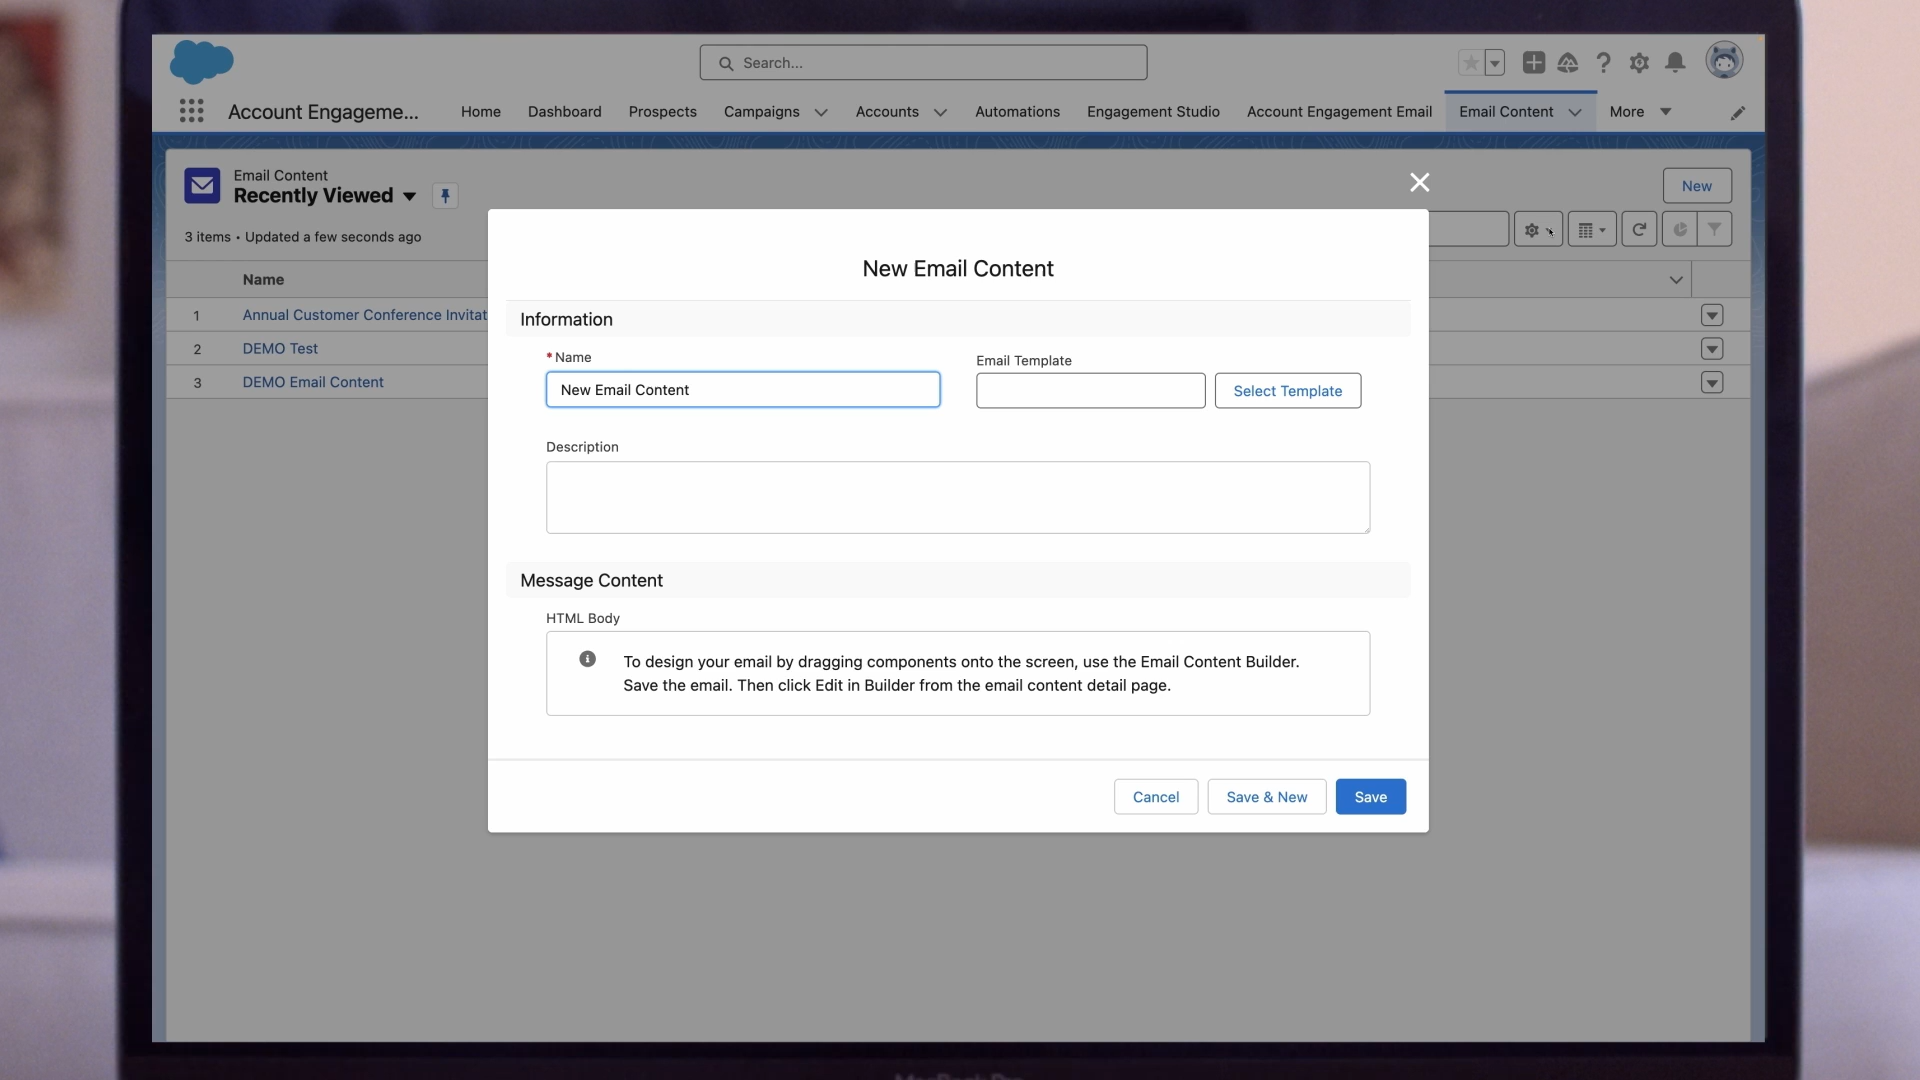 Search...
Account Engageme...
Home
Dashboard
Prospects
Campaigns
Accounts
Automations
Engagement Studio
Account Engagement Email
Email Content
More
Email Content
Recently Viewed
New
3 items • Updated a few seconds ago
Name
1
Annual Customer Conference Invitat
2
DEMO Test
3
DEMO Email Content
New Email Content
Information
* Name
New Email Content
Email Template
Select Template
Description
Message Content
HTML Body
To design your email by dragging components onto the screen, use the Email Content Builder.
Save the email. Then click Edit in Builder from the email content detail page.
Cancel
Save & New
Save
MacBook Pro